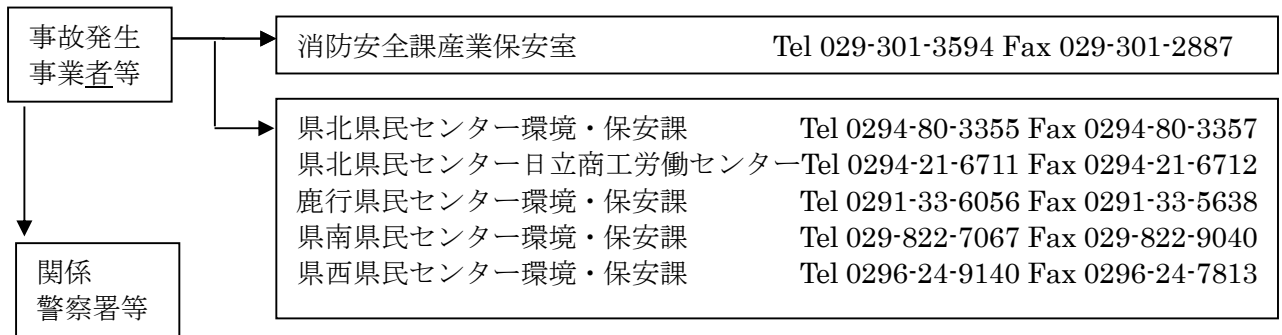 事故発生
事業者等
消防安全課産業保安室 Tel 029-301-3594 Fax 029-301-2887
県北県民センター環境・保安課 Tel 0294-80-3355 Fax 0294-80-3357
県北県民センター日立商工労働センターTel 0294-21-6711 Fax 0294-21-6712
鹿行県民センター環境・保安課 Tel 0291-33-6056 Fax 0291-33-5638
県南県民センター環境・保安課 Tel 029-822-7067 Fax 029-822-9040
県西県民センター環境・保安課 Tel 0296-24-9140 Fax 0296-24-7813
関係
警察署等